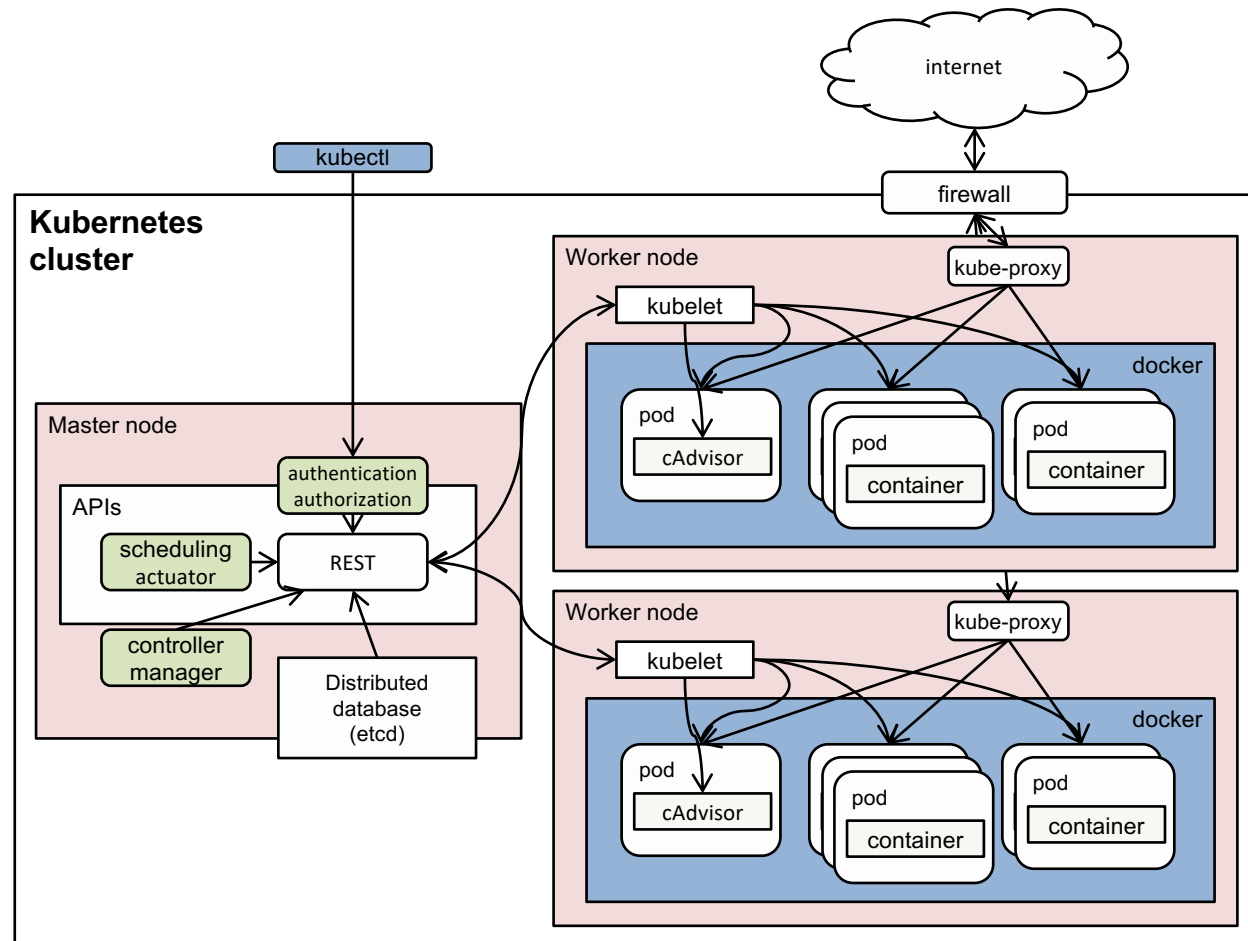 internet
kubectl
firewall
Kubernetes
cluster
Worker node
kube-proxy
kubelet
docker
pod
cAdvisor
pod
container
pod
container
Master node
authentication
authorization
APIs
scheduling
actuator
REST
controller
manager
Distributed
database
(etcd)
Worker node
kube-proxy
kubelet
docker
pod
cAdvisor
pod
container
pod
container